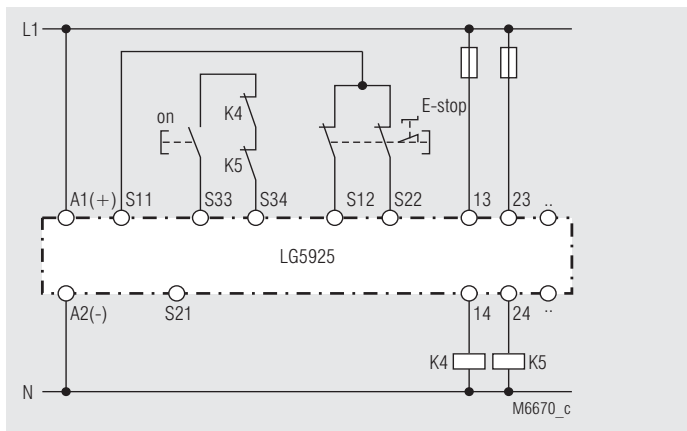 L1
on
K4
K5
E-stop
A1(+) S11 S33 S34 S12 S22 13 23 ..
LG5925
A2(-) S21 14 24 ..
K4 K5
N
M6670_c